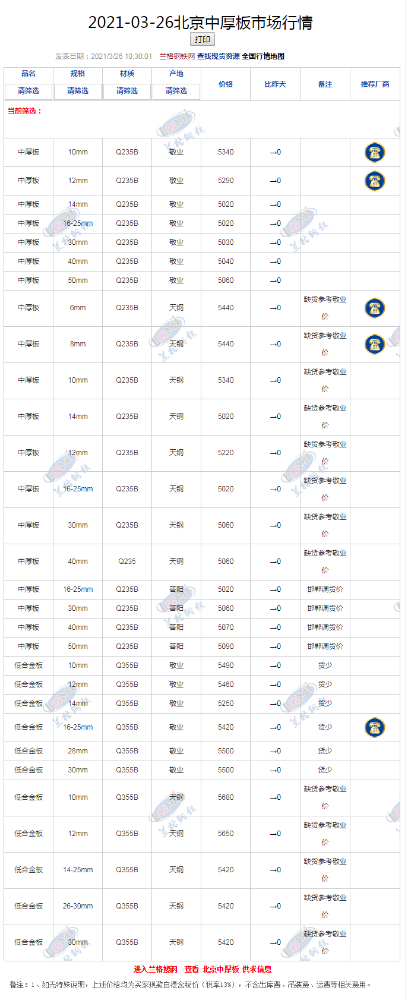 2021-03-26北京中厚板市场行情
打印
发表日期：2021/3/26 10:30:01 兰格钢铁网 查找现货资源 全国行情地图
品名 规格 材质 产地 价格 比昨天 备注 推荐厂商
请筛选 请筛选 请筛选 请筛选
当前筛选：
中厚板 10mm Q235B 敬业 5340 →0
中厚板 12mm Q235B 敬业 5290 →0
中厚板 14mm Q235B 敬业 5020 →0
中厚板 16-25mm Q235B 敬业 5020 →0
中厚板 30mm Q235B 敬业 5030 →0
中厚板 40mm Q235B 敬业 5040 →0
中厚板 50mm Q235B 敬业 5060 →0
中厚板 6mm Q235B 天钢 5440 →0 缺货参考敬业
价
中厚板 8mm Q235B 天钢 5440 →0 缺货参考敬业
价
中厚板 10mm Q235B 天钢 5340 →0 缺货参考敬业
价
中厚板 14mm Q235B 天钢 5020 →0 缺货参考敬业
价
中厚板 12mm Q235B 天钢 5220 →0 缺货参考敬业
价
中厚板 16-25mm Q235B 天钢 5020 →0 缺货参考敬业
价
中厚板 30mm Q235B 天钢 5060 →0 缺货参考敬业
价
中厚板 40mm Q235 天钢 5060 →0 缺货参考敬业
价
中厚板 16-25mm Q235B 普阳 5020 →0 邯郸调货价
中厚板 30mm Q235B 普阳 5060 →0 邯郸调货价
中厚板 40mm Q235B 普阳 5070 →0 邯郸调货价
中厚板 50mm Q235B 普阳 5090 →0 邯郸调货价
低合金板 10mm Q355B 敬业 5490 →0 货少
低合金板 12mm Q355B 敬业 5460 →0 货少
低合金板 14mm Q355B 敬业 5250 →0 货少
低合金板 16-25mm Q355B 敬业 5420 →0 货少
低合金板 28mm Q355B 敬业 5500 →0 货少
低合金板 30mm Q355B 敬业 5500 →0 货少
低合金板 10mm Q355B 天钢 5680 →0 缺货参考敬业
价
低合金板 12mm Q355B 天钢 5650 →0 缺货参考敬业
价
低合金板 14-25mm Q355B 天钢 5420 →0 缺货参考敬业
价
低合金板 26-30mm Q355B 天钢 5420 →0 缺货参考敬业
价
低合金板 30mm Q355B 天钢 5420 →0 缺货参考敬业
价
进入兰格搜钢 查看 北京中厚板 供求信息
备注：1、如无特殊说明，上述价格均为买家现款自提含税价（税率13%），不含出库费、吊装费、运费等相关费用。
LGMI
兰格钢铁